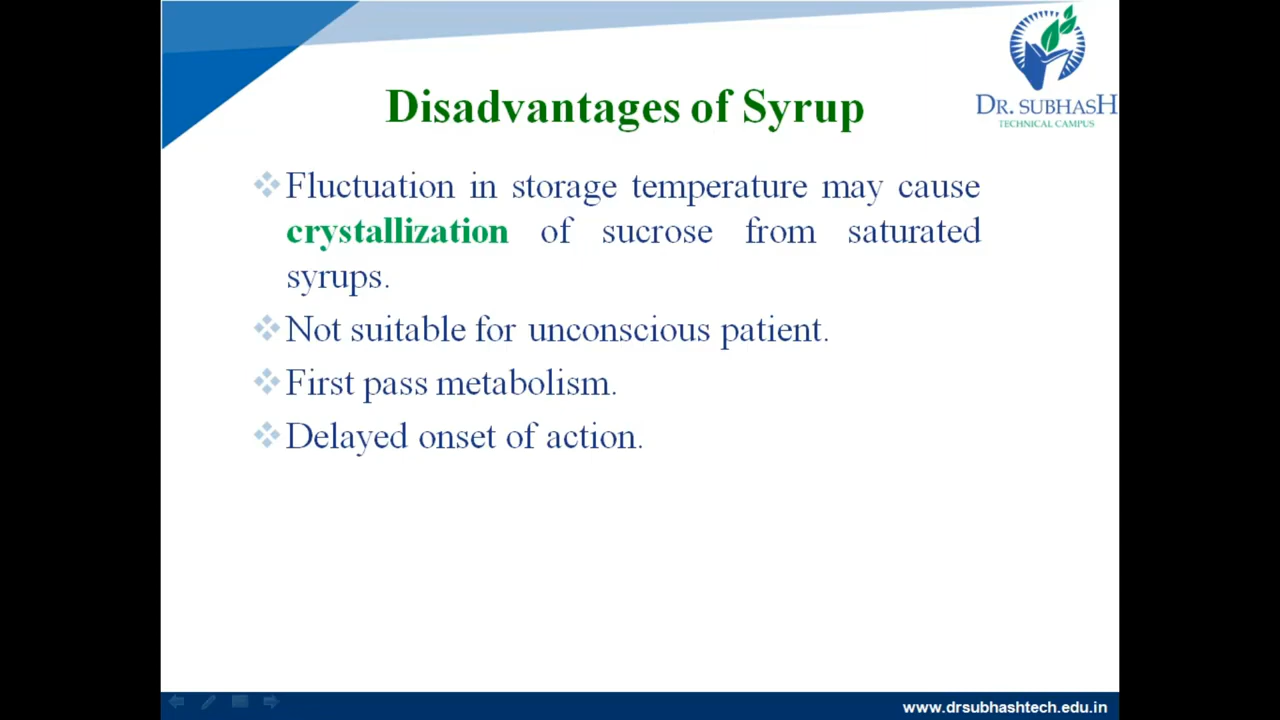 DR. SUBHASH
TECHNICAL CAMPUS
Disadvantages of Syrup
Fluctuation in storage temperature may cause
crystallization of sucrose from saturated
syrups.
Not suitable for unconscious patient.
First pass metabolism.
Delayed onset of action.
www.drsubhashtech.edu.in